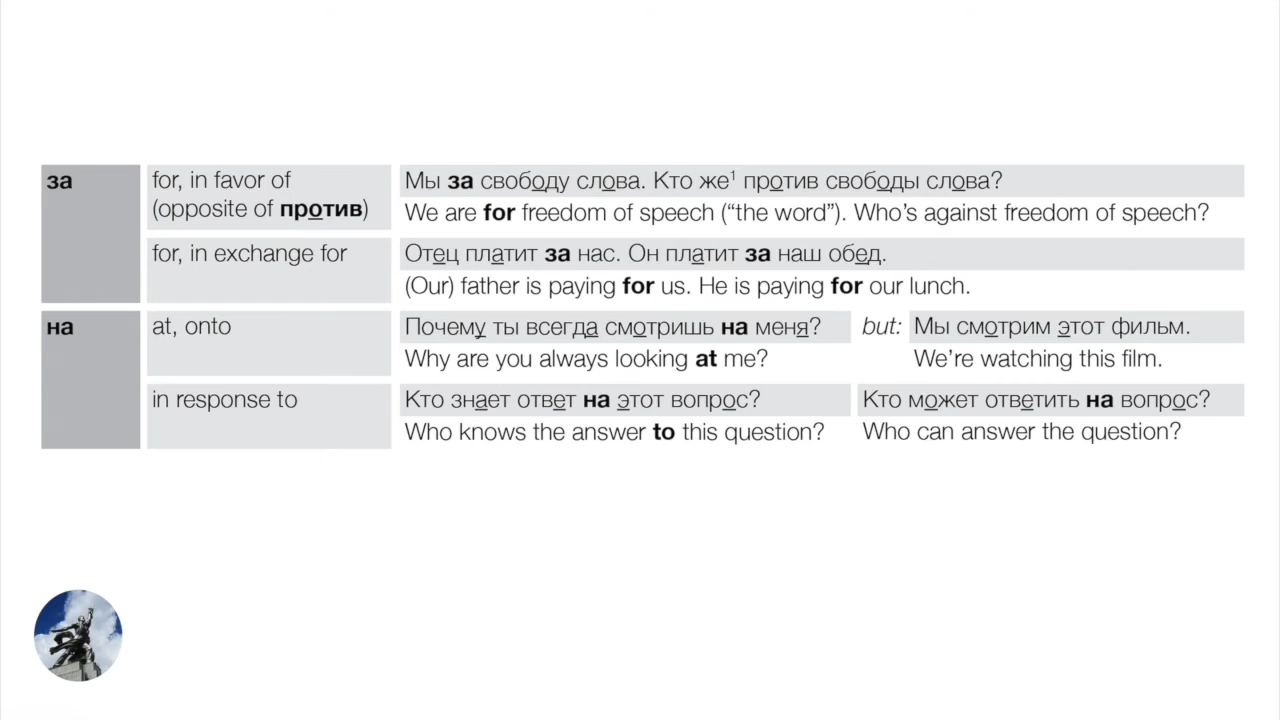 за
for, in favor of
(opposite of против)
Мы за свободу слова. Кто же¹ против свободы слова?
We are for freedom of speech (“the word”). Who’s against freedom of speech?
for, in exchange for
Отец платит за нас. Он платит за наш обед.
(Our) father is paying for us. He is paying for our lunch.
на
at, onto
Почему ты всегда смотришь на меня?
Why are you always looking at me?
but: Мы смотрим этот фильм.
We’re watching this film.
in response to
Кто знает ответ на этот вопрос?
Who knows the answer to this question?
Кто может ответить на вопрос?
Who can answer the question?